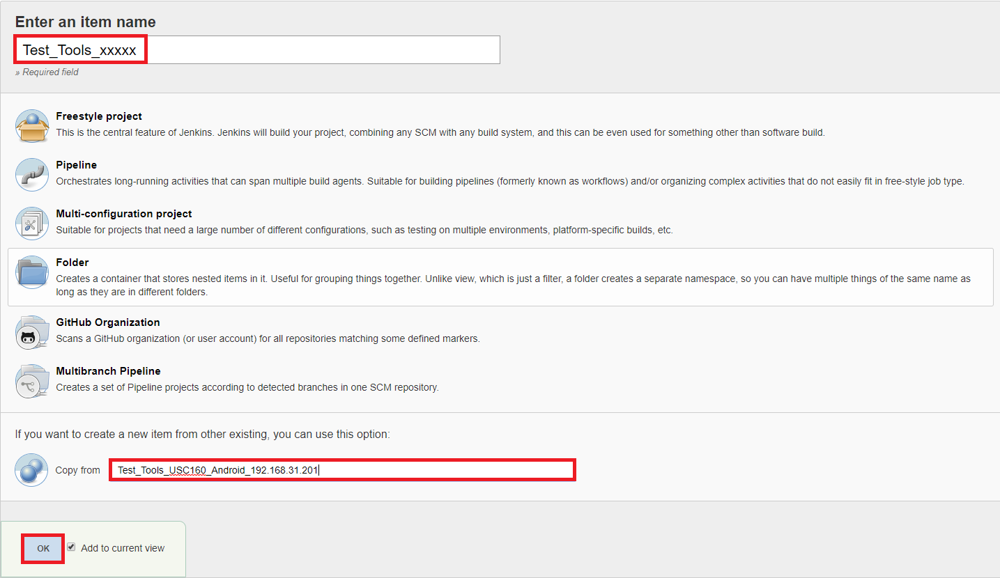 Enter an item name
Test_Tools_xxxxx
» Required field
Freestyle project
This is the central feature of Jenkins. Jenkins will build your project, combining any SCM with any build system, and this can be even used for something other than software build.
Pipeline
Orchestrates long-running activities that can span multiple build agents. Suitable for building pipelines (formerly known as workflows) and/or organizing complex activities that do not easily fit in free-style job type.
Multi-configuration project
Suitable for projects that need a large number of different configurations, such as testing on multiple environments, platform-specific builds, etc.
Folder
Creates a container that stores nested items in it. Useful for grouping things together. Unlike view, which is just a filter, a folder creates a separate namespace, so you can have multiple things of the same name as
long as they are in different folders.
GitHub Organization
Scans a GitHub organization (or user account) for all repositories matching some defined markers.
Multibranch Pipeline
Creates a set of Pipeline projects according to detected branches in one SCM repository.
If you want to create a new item from other existing, you can use this option:
Copy from Test_Tools_USC160_Android_192.168.31.201
OK Add to current view